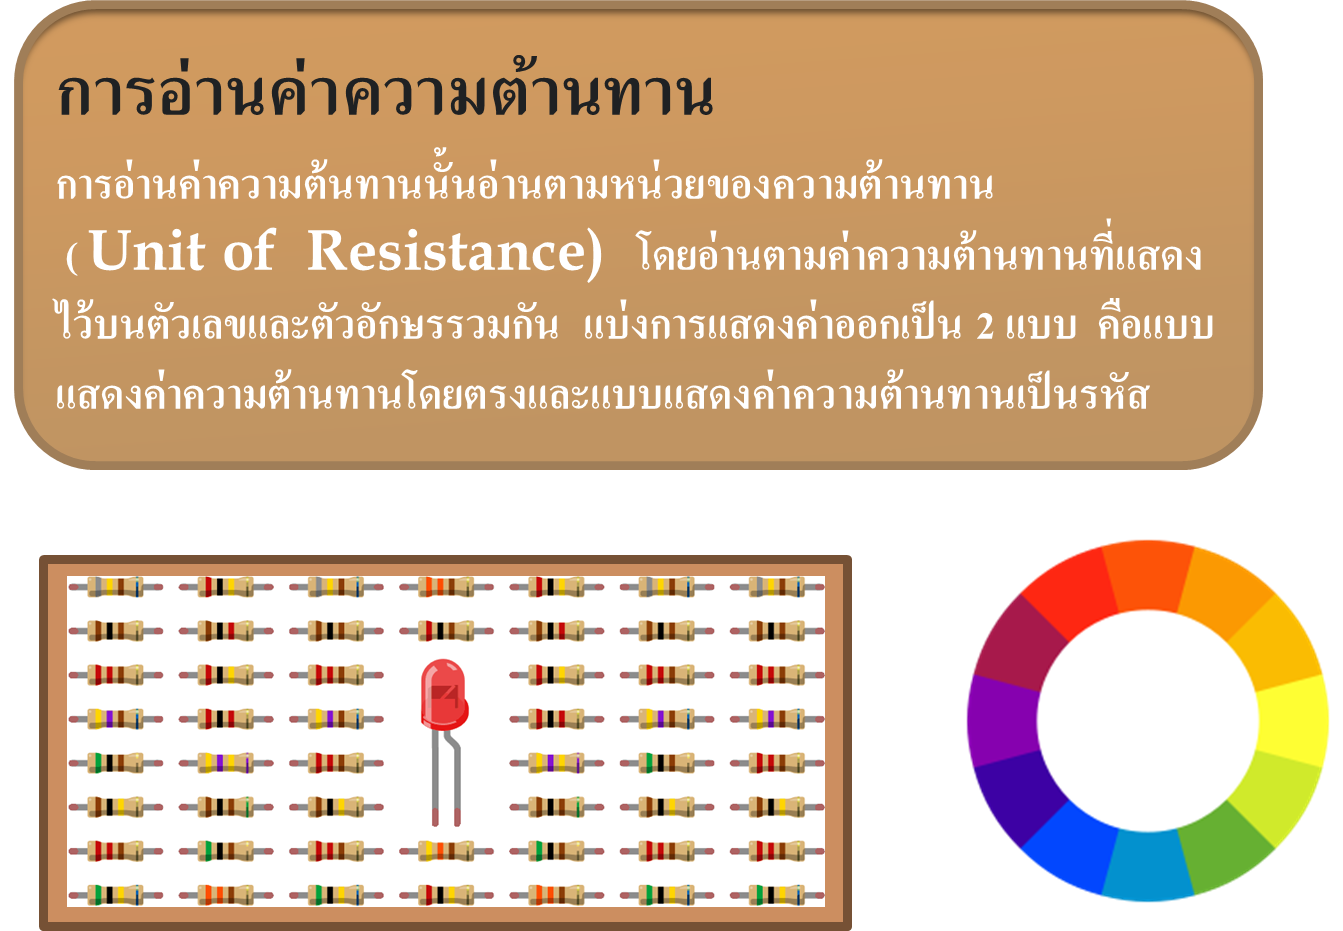 การอ่านค่าความต้านทาน
การอ่านค่าความต้นทานนั้นอ่านตามหน่วยของความต้านทาน
( Unit of Resistance) โดยอ่านตามค่าความต้านทานที่แสดง
ไว้บนตัวเลขและตัวอักษรรวมกัน แบ่งการแสดงค่าออกเป็น 2 แบบ คือแบบ
แสดงค่าความต้านทานโดยตรงและแบบแสดงค่าความต้านทานเป็นรหัส